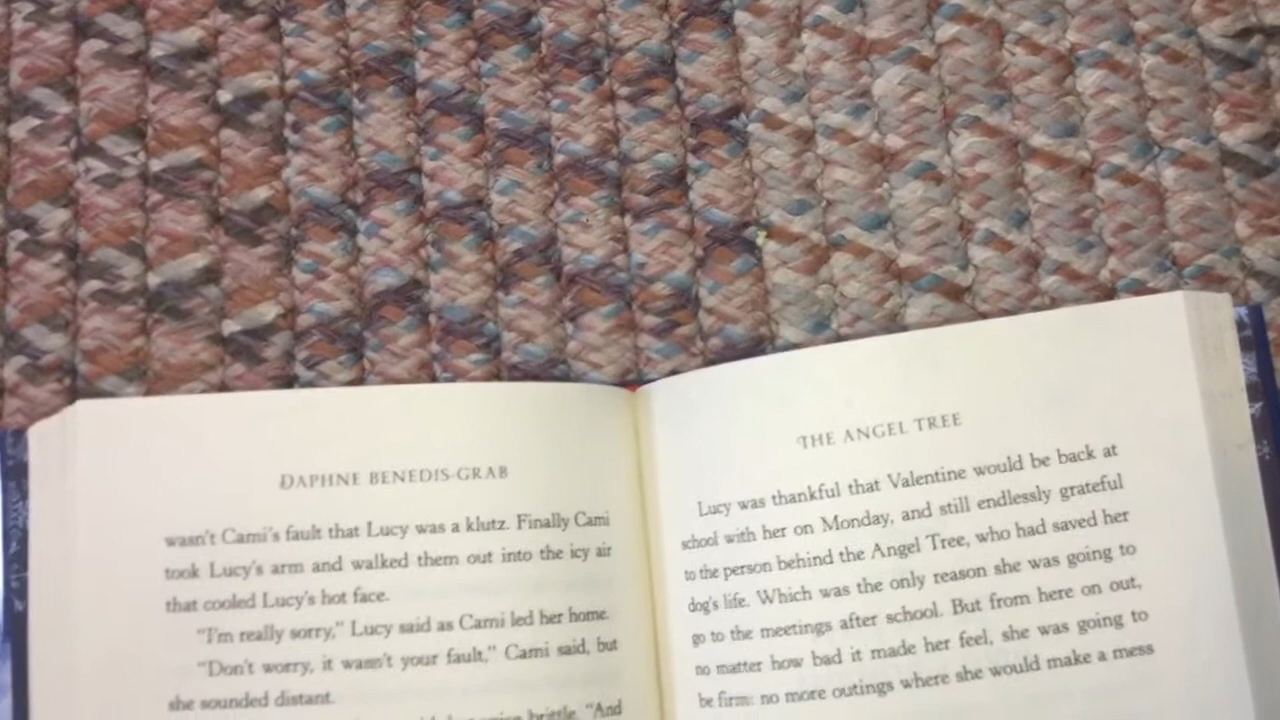 DAPHNE BENEDIS-GRAB
wasn't Cami's fault that Lucy was a klutz. Finally Cami
took Lucy's arm and walked them out into the icy air
that cooled Lucy's hot face.
"I'm really sorry," Lucy said as Cami led her home.
"Don't worry, it wasn't your fault," Cami said, but
she sounded distant.
brittle. "And
THE ANGEL TREE
Lucy was thankful that Valentine would be back at
school with her on Monday, and still endlessly grateful
to the person behind the Angel Tree, who had saved her
dog's life. Which was the only reason she was going to
go to the meetings after school. But from here on out,
no matter how bad it made her feel, she was going to
be firm: no more outings where she would make a mess